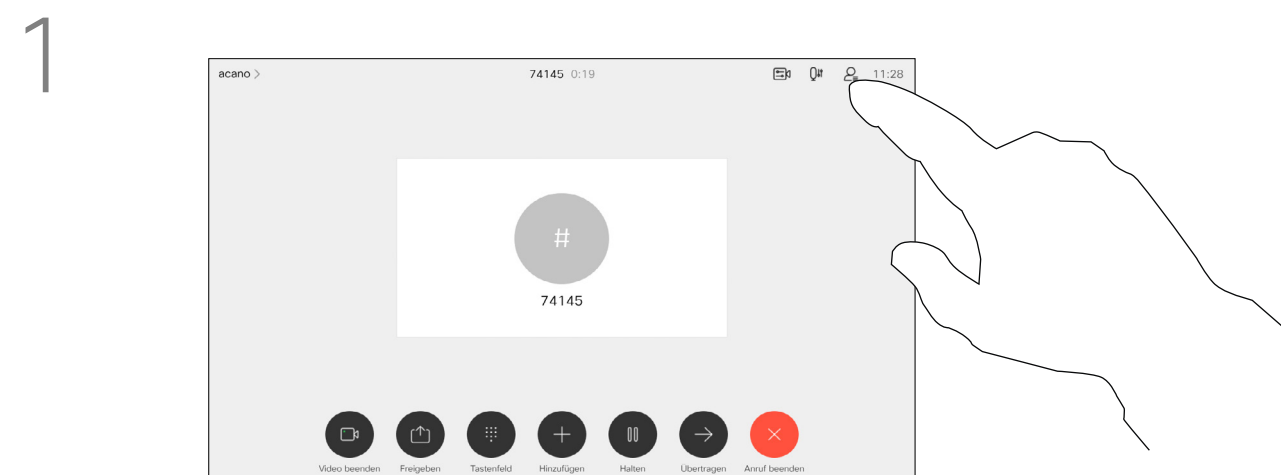 1
acano >
74145 0:19
11:28
#
74145
Video beenden Freigeben Tastenfeld Hinzufügen Halten Übertragen Anruf beenden